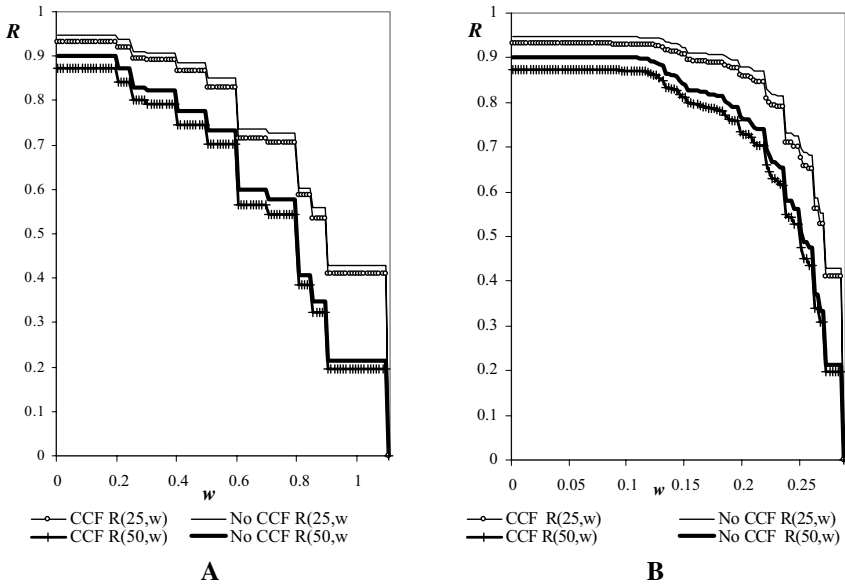 R
1
0.9
0.8
0.7
0.6
0.5
0.4
0.3
0.2
0.1
0
0 0.2 0.4 0.6 0.8 1
w
CCF R(25,w) No CCF R(25,w
CCF R(50,w) No CCF R(50,w
A
R
1
0.9
0.8
0.7
0.6
0.5
0.4
0.3
0.2
0.1
0
0 0.05 0.1 0.15 0.2 0.25
w
CCF R(25,w) No CCF R(25,w)
CCF R(50,w) No CCF R(50,w)
B